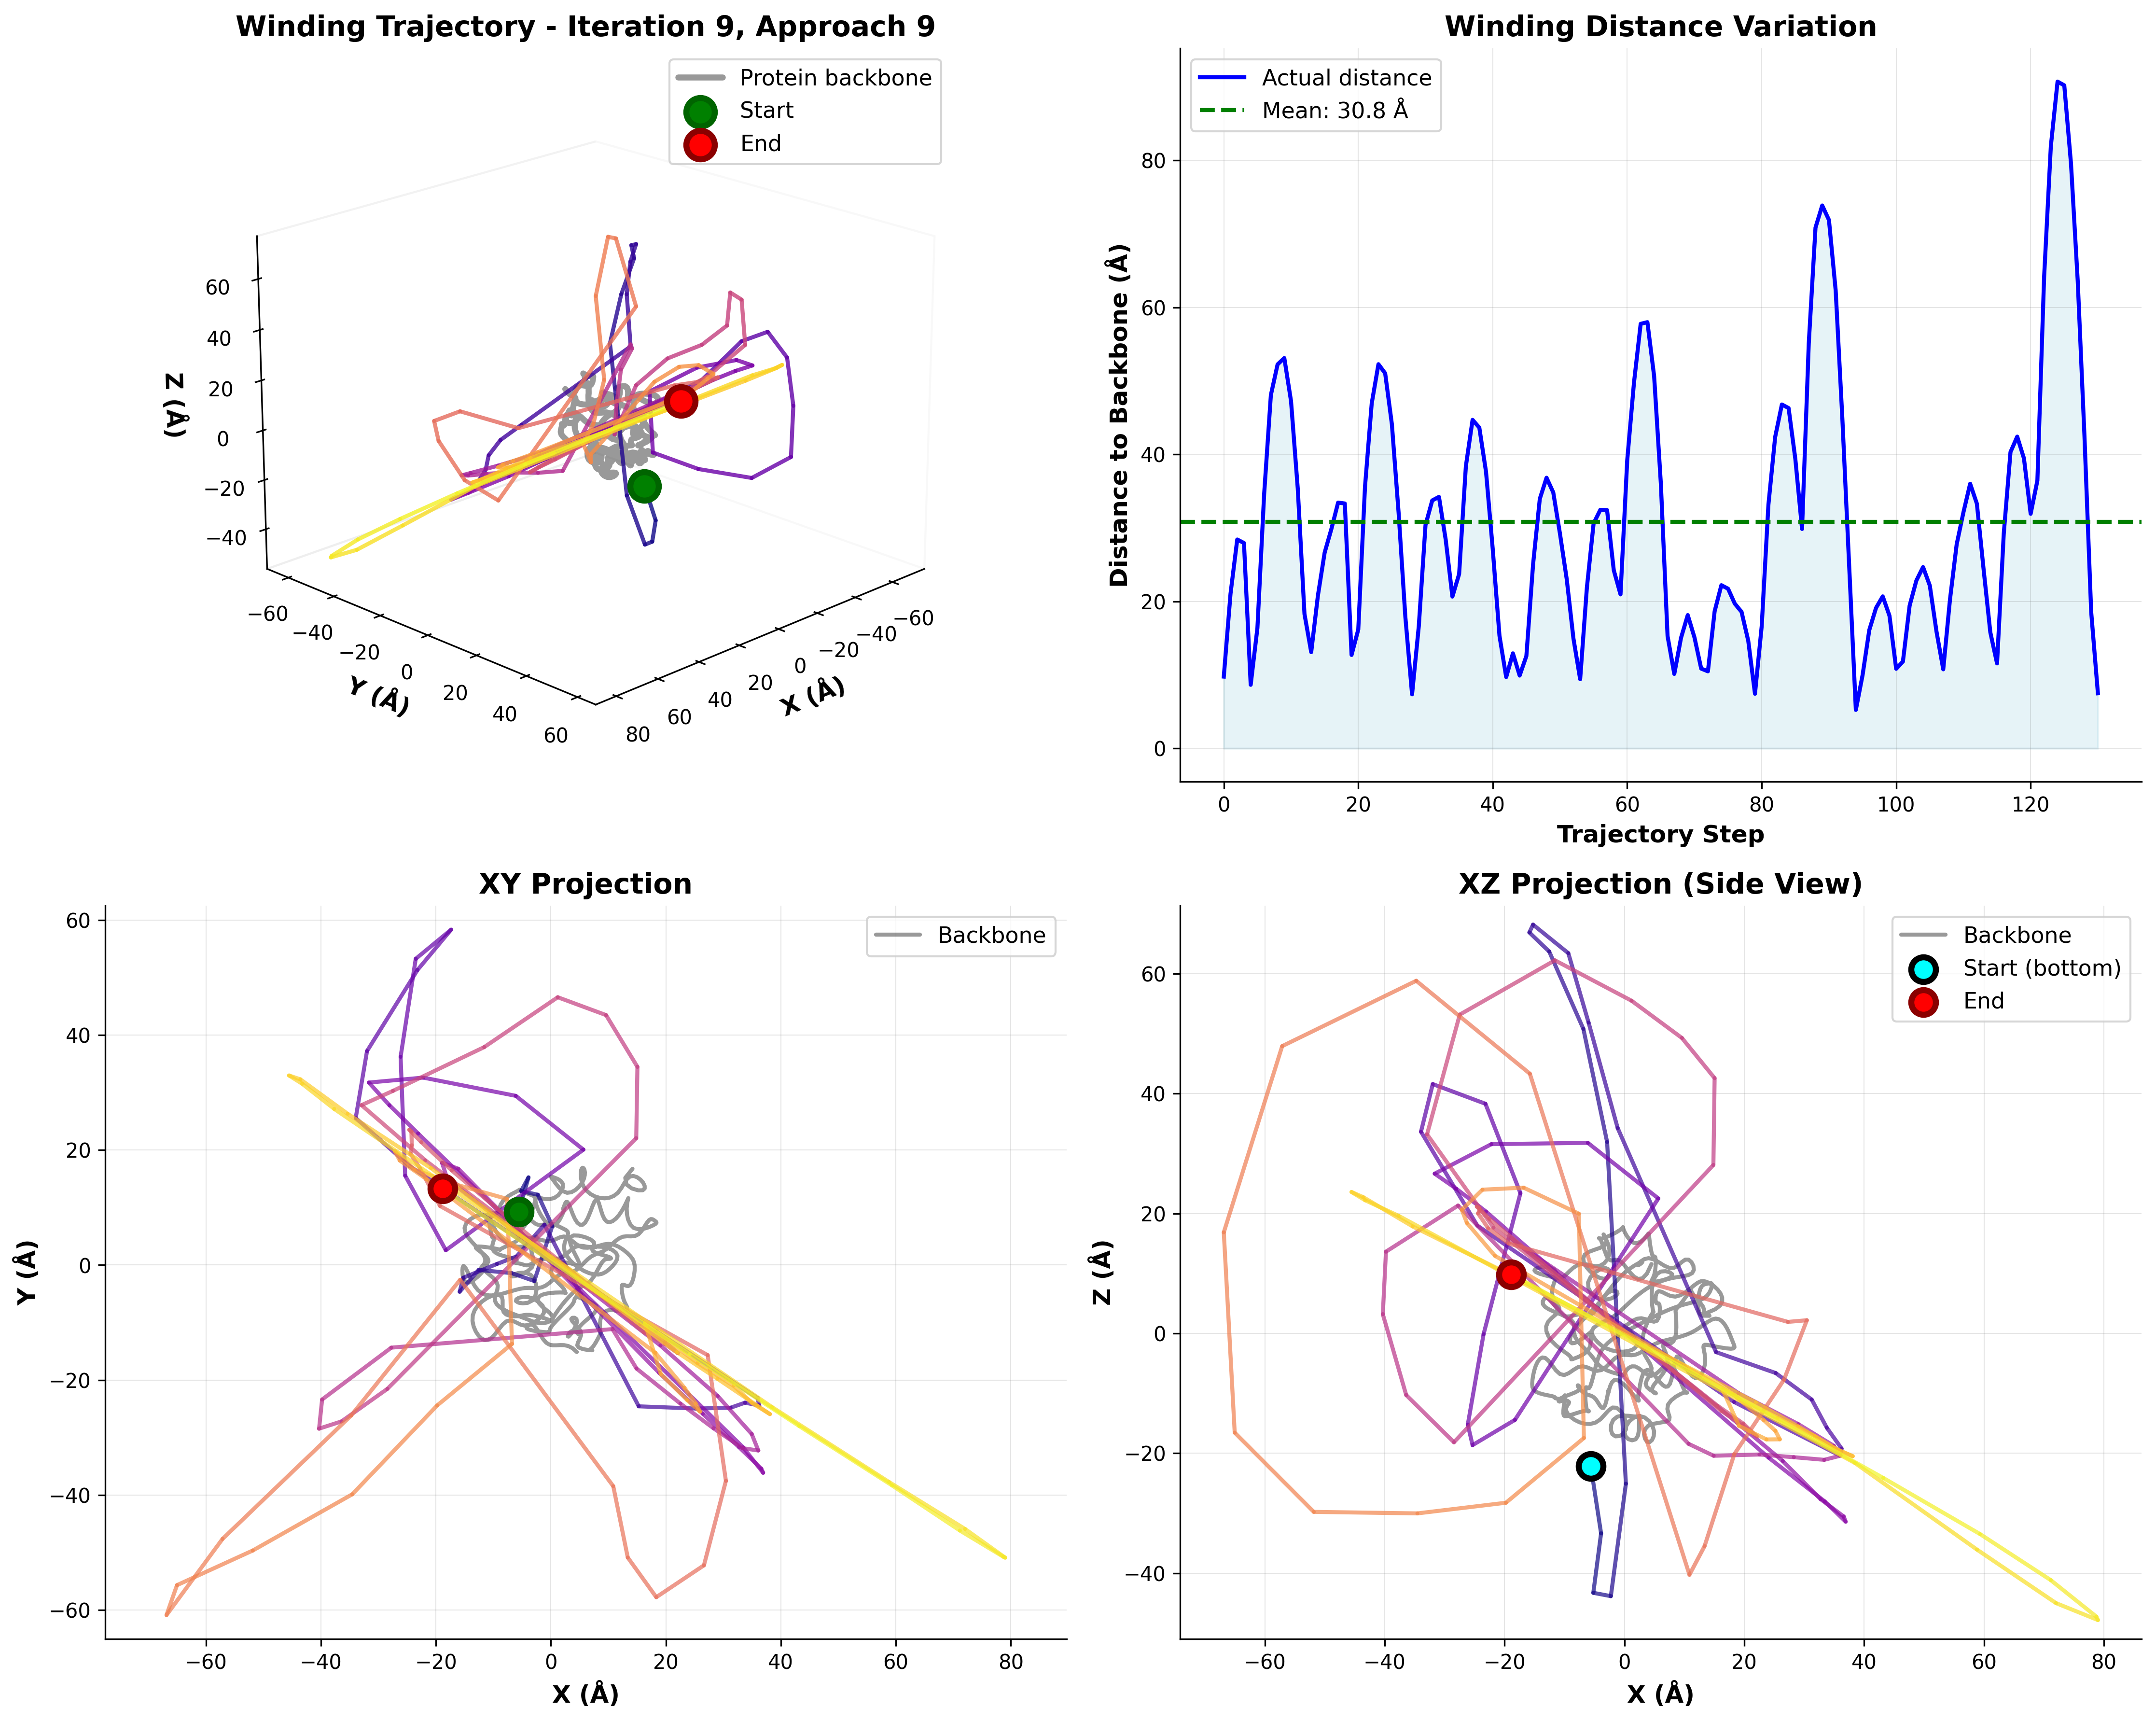 Winding Trajectory - Iteration 9, Approach 9
Protein backbone
Start
End
60
40
20
0
−20
−40
Z (Å)
−60
−40
−20
0
20
40
60
Y (Å)
80
60
40
20
0
−20
−40
−60
X (Å)
Winding Distance Variation
Actual distance
Mean: 30.8 Å
80
60
40
20
0
Distance to Backbone (Å)
0 20 40 60 80 100 120
Trajectory Step
XY Projection
Backbone
60
40
20
0
−20
−40
−60
Y (Å)
−60 −40 −20 0 20 40 60 80
X (Å)
XZ Projection (Side View)
Backbone
Start (bottom)
End
60
40
20
0
−20
−40
Z (Å)
−60 −40 −20 0 20 40 60 80
X (Å)